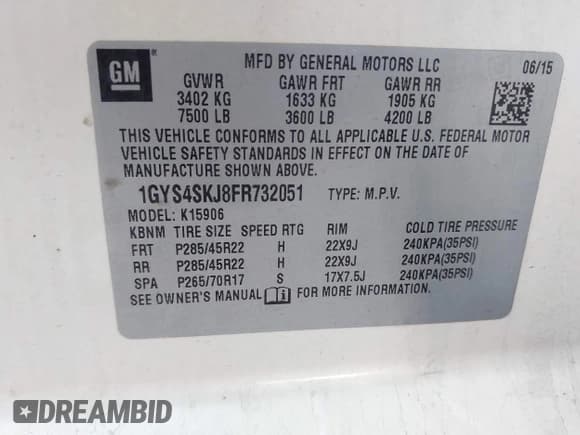 GM
MFD BY GENERAL MOTORS LLC 06/15
GVWR GAWR FRT GAWR RR
3402 KG 1633 KG 1905 KG
7500 LB 3600 LB 4200 LB
THIS VEHICLE CONFORMS TO ALL APPLICABLE U.S. FEDERAL MOTOR
VEHICLE SAFETY STANDARDS IN EFFECT ON THE DATE OF
MANUFACTURE SHOWN ABOVE.
1GYS4SKJ8FR732051 TYPE: M.P.V.
MODEL: K15906
KBNM TIRE SIZE SPEED RTG RIM COLD TIRE PRESSURE
FRT P285/45R22 H 22X9J 240KPA(35PSI)
RR P285/45R22 H 22X9J 240KPA(35PSI)
SPA P265/70R17 S 17X7.5J 240KPA(35PSI)
SEE OWNER'S MANUAL FOR MORE INFORMATION.
DREAMBID